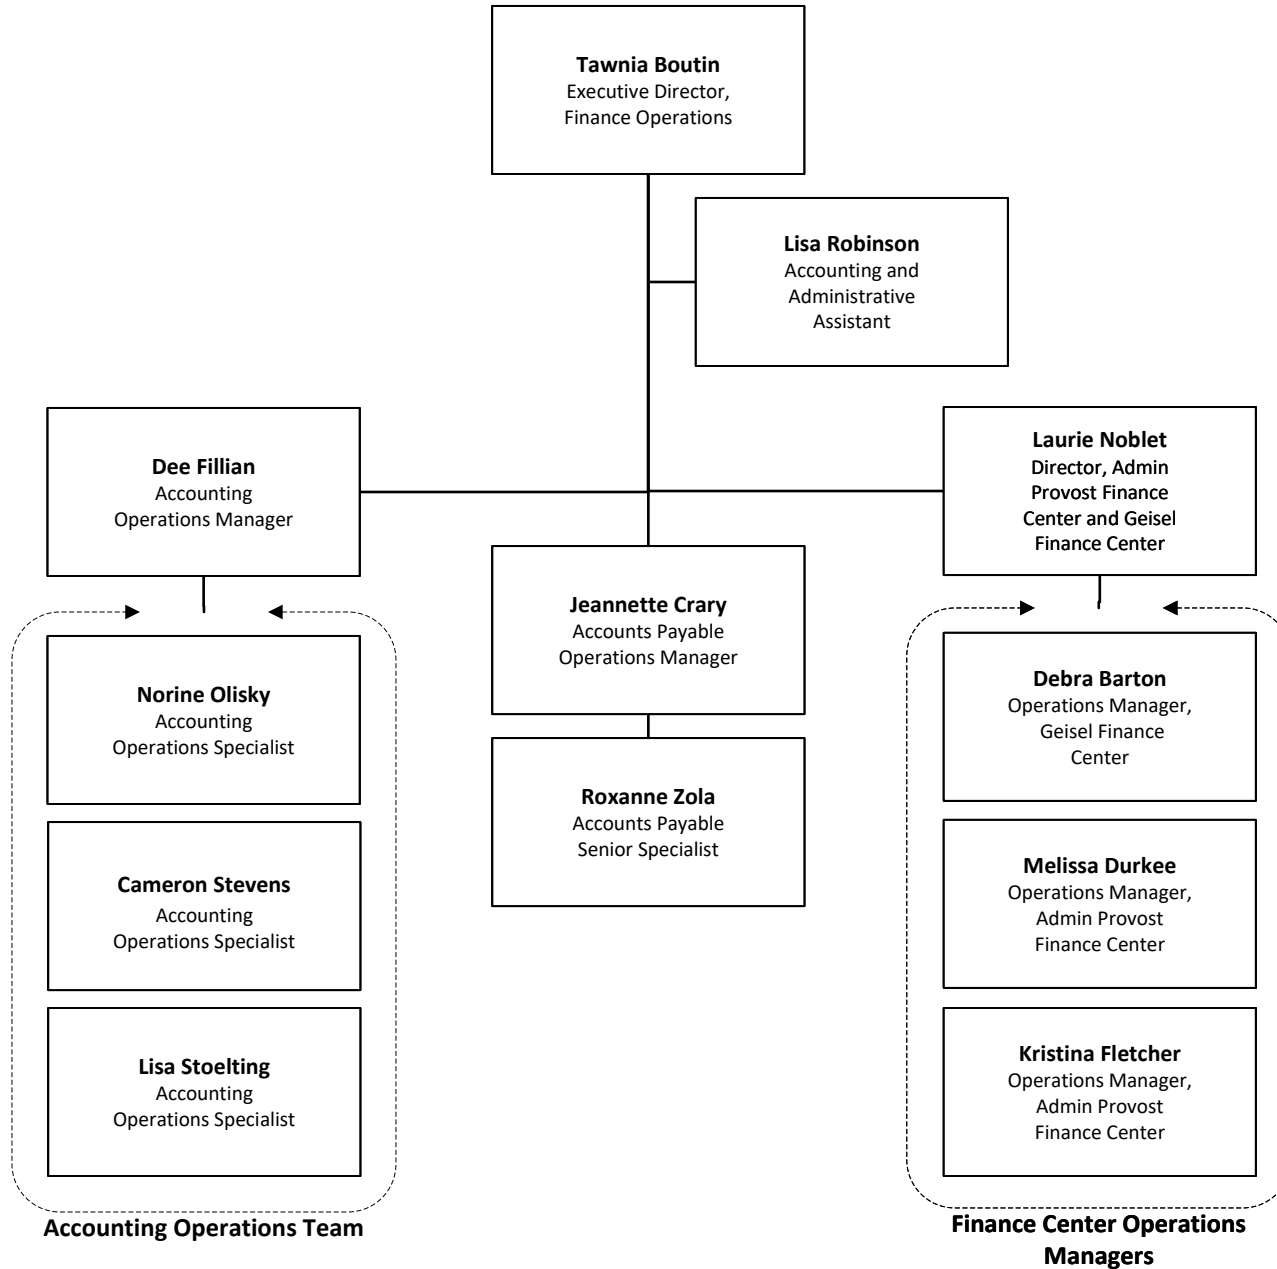 Tawnia Boutin
Executive Director,
Finance Operations
Lisa Robinson
Accounting and
Administrative
Assistant
Dee Fillian
Accounting
Operations Manager
Laurie Noblet
Director, Admin
Provost Finance
Center and Geisel
Finance Center
Jeannette Crary
Accounts Payable
Operations Manager
Roxanne Zola
Accounts Payable
Senior Specialist
Norine Olisky
Accounting
Operations Specialist
Cameron Stevens
Accounting
Operations Specialist
Lisa Stoelting
Accounting
Operations Specialist
Accounting Operations Team
Debra Barton
Operations Manager,
Geisel Finance
Center
Melissa Durkee
Operations Manager,
Admin Provost
Finance Center
Kristina Fletcher
Operations Manager,
Admin Provost
Finance Center
Finance Center Operations
Managers